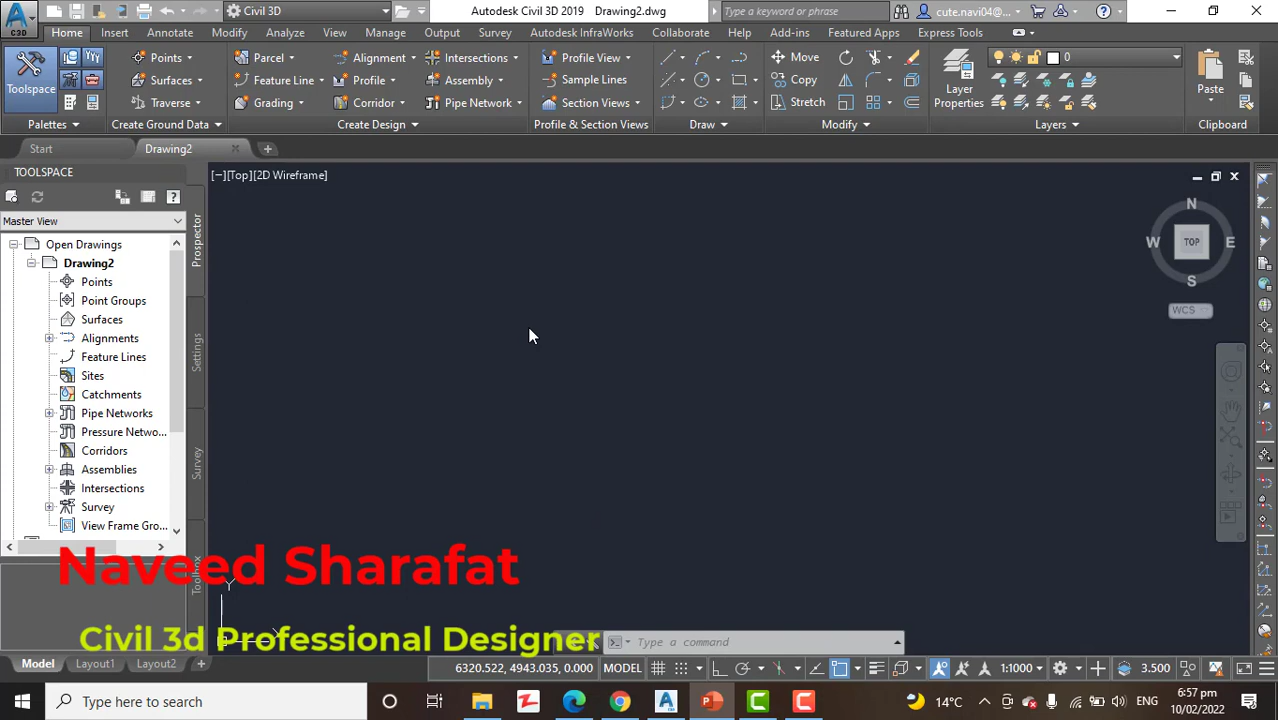 C3D Civil 3D Autodesk Civil 3D 2019 Drawing2.dwg Type a keyword or phrase cute.navi04@...
Home Insert Annotate Modify Analyze View Manage Output Survey Autodesk InfraWorks Collaborate Help Add-ins Featured Apps Express Tools
Toolspace Points Parcel Alignment Intersections Profile View Move 0
Surfaces Feature Line Profile Assembly Sample Lines Copy Layer Properties Paste
Traverse Grading Corridor Pipe Network Section Views Stretch
Palettes Create Ground Data Create Design Profile & Section Views Draw Modify Layers Clipboard
Start Drawing2
TOOLSPACE
[−][Top][2D Wireframe]
Master View
Open Drawings
Drawing2
Points
Point Groups
Surfaces
Alignments
Feature Lines
Sites
Catchments
Pipe Networks
Pressure Netwo...
Corridors
Assemblies
Intersections
Survey
View Frame Gro...
Prospector
Settings
Survey
Toolbox
N
W TOP E
S
WCS
Naveed Sharafat
Y
X
Civil 3d Professional Designer
Type a command
Model Layout1 Layout2 6320.522, 4943.035, 0.000 MODEL 1:1000 3.500
Type here to search 14°C ENG 6:57 pm
10/02/2022